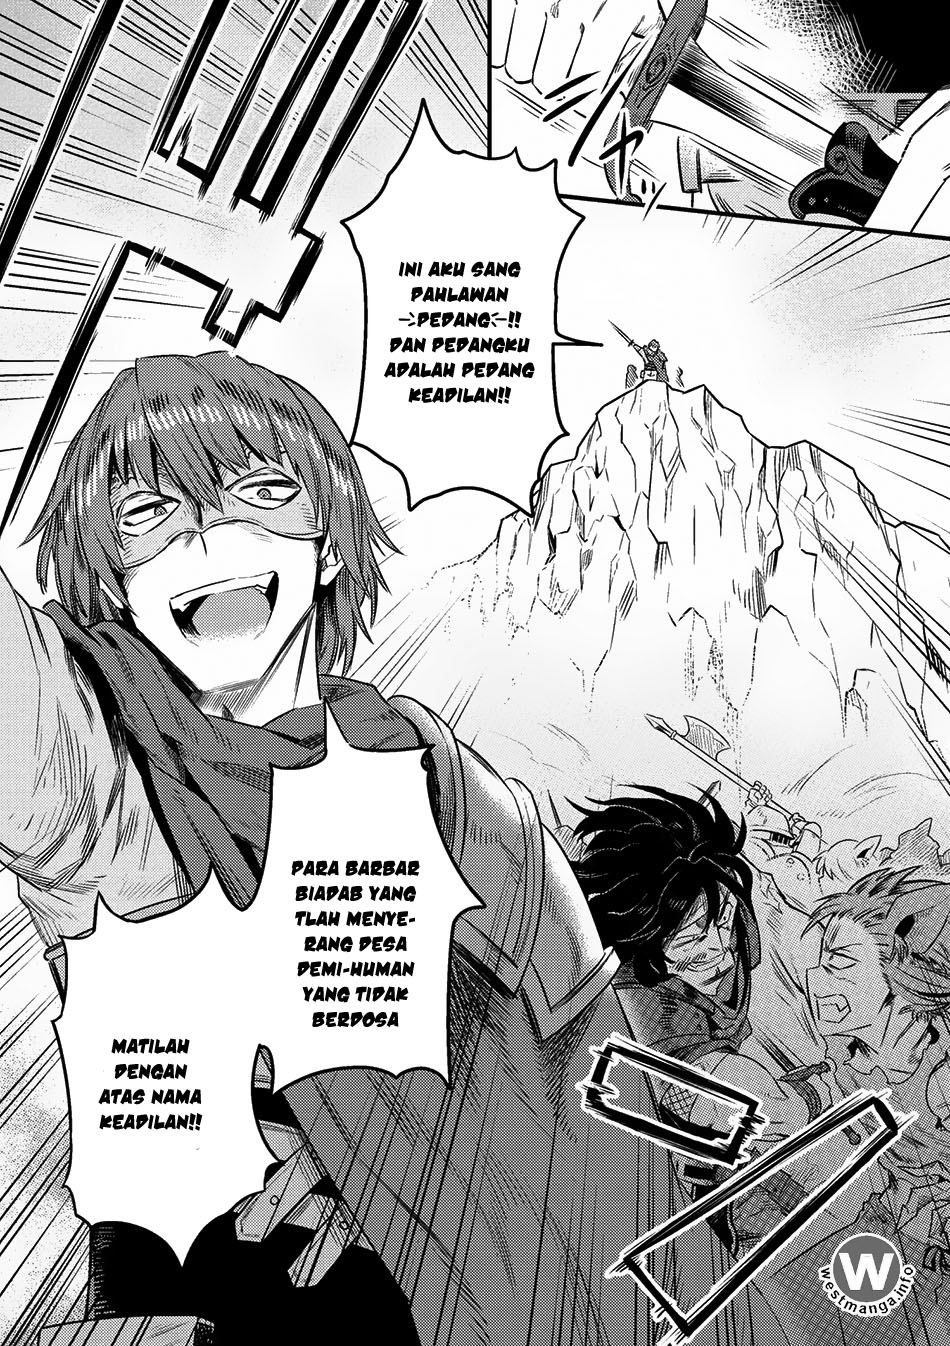 INI AKU SANG
PAHLAWAN
-PEDANG-!!
DAN PEDANGKU
ADALAH PEDANG
KEADILAN!!
PARA BARBAR
BIADAB YANG
TLAH MENYE-
RANG DESA
DEMI-HUMAN
YANG TIDAK
BERDOSA
MATILAH
DENGAN
ATAS NAMA
KEADILAN!!
W
westmanga.info